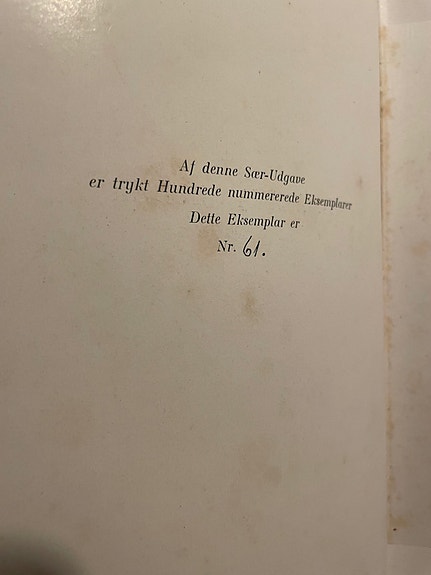 Af denne Sær-Udgave
er trykt Hundrede nummererede Eksemplarer
Dette Eksemplar er
Nr. 61.